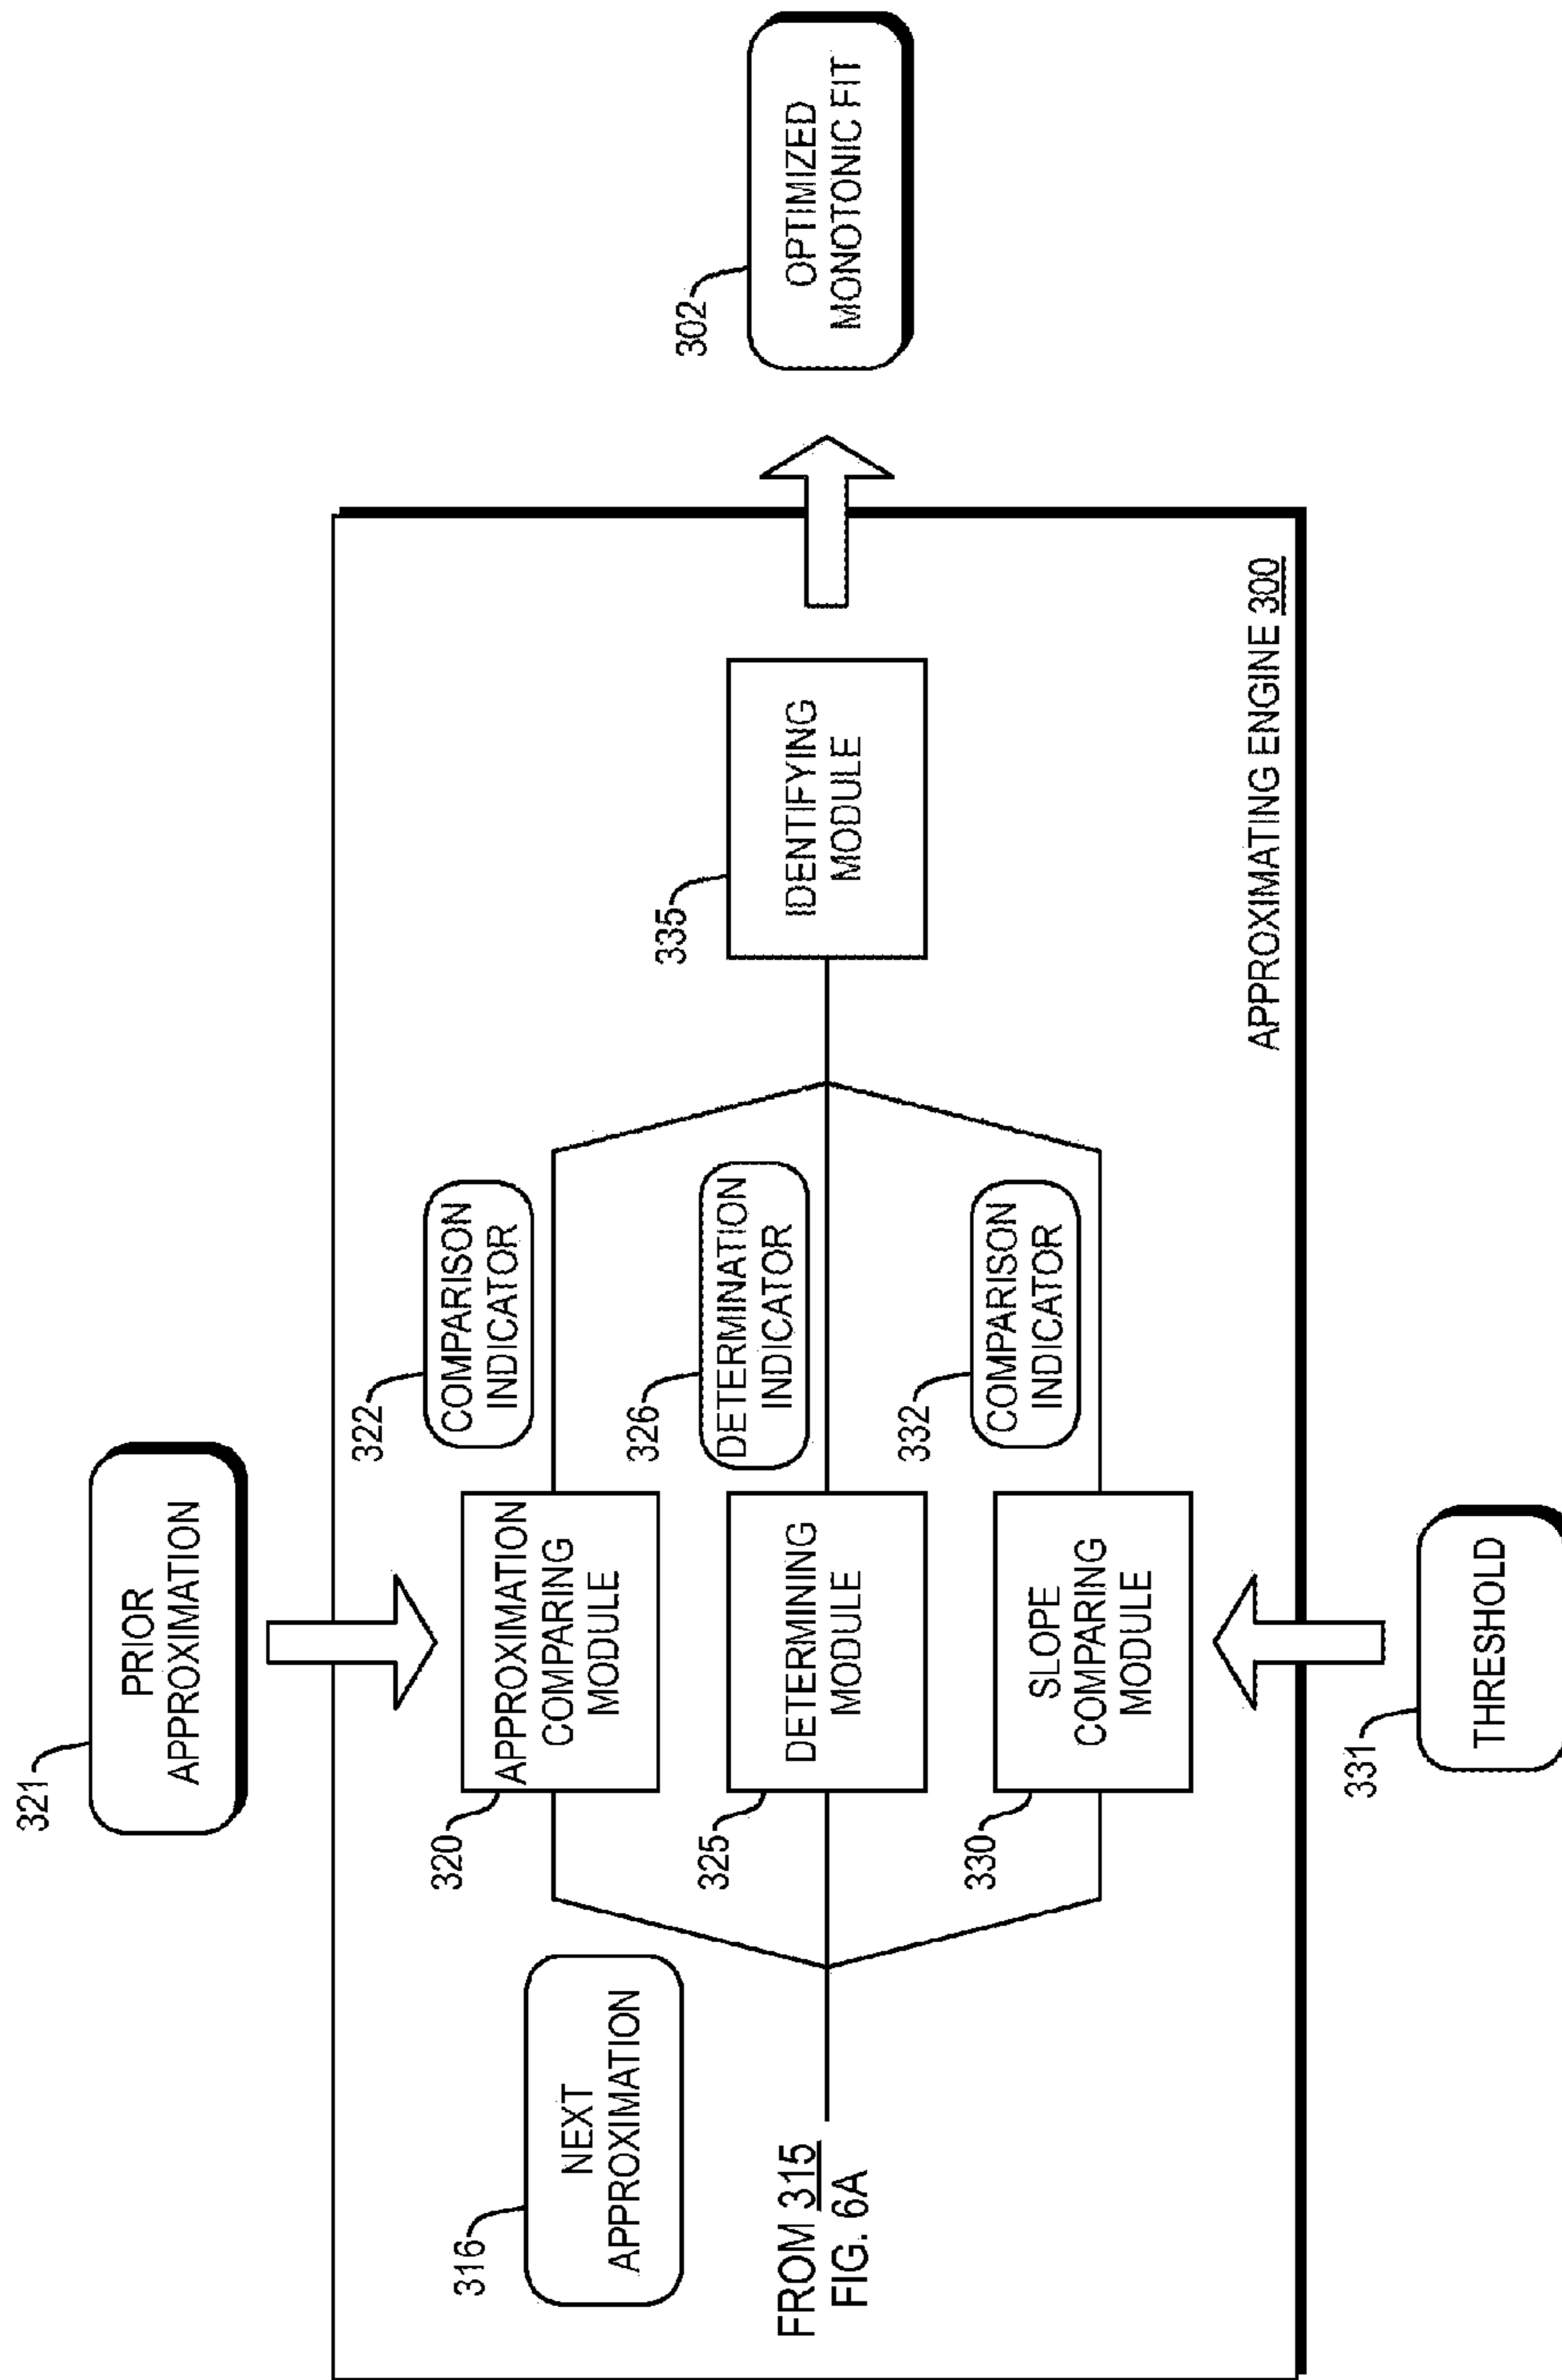 321
PRIOR
APPROXIMATION
316
NEXT
APPROXIMATION
FROM 315
FIG. 6A
320
APPROXIMATION
COMPARING
MODULE
322
COMPARISON
INDICATOR
325
DETERMINING
MODULE
326
DETERMINATION
INDICATOR
330
SLOPE
COMPARING
MODULE
332
COMPARISON
INDICATOR
335
IDENTIFYING
MODULE
302
OPTIMIZED
MONOTONIC FIT
APPROXIMATING ENGINE 300
331
THRESHOLD